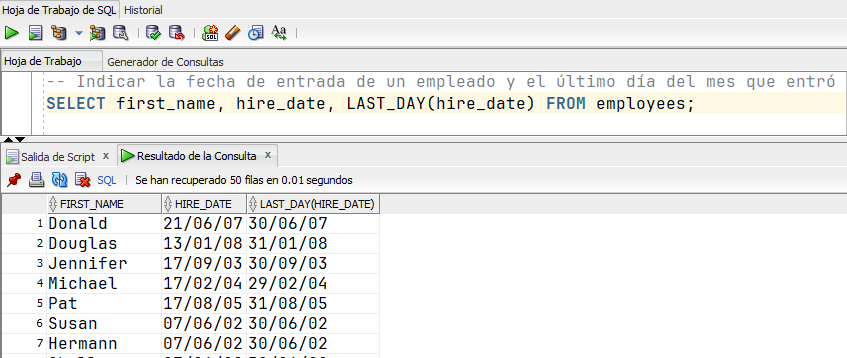 Hoja de Trabajo de SQL Historial
Hoja de Trabajo Generador de Consultas
-- Indicar la fecha de entrada de un empleado y el último día del mes que entró
SELECT first_name, hire_date, LAST_DAY(hire_date) FROM employees;
Salida de Script x Resultado de la Consulta x
SQL | Se han recuperado 50 filas en 0.01 segundos
FIRST_NAME HIRE_DATE LAST_DAY(HIRE_DATE)
1 Donald 21/06/07 30/06/07
2 Douglas 13/01/08 31/01/08
3 Jennifer 17/09/03 30/09/03
4 Michael 17/02/04 29/02/04
5 Pat 17/08/05 31/08/05
6 Susan 07/06/02 30/06/02
7 Hermann 07/06/02 30/06/02